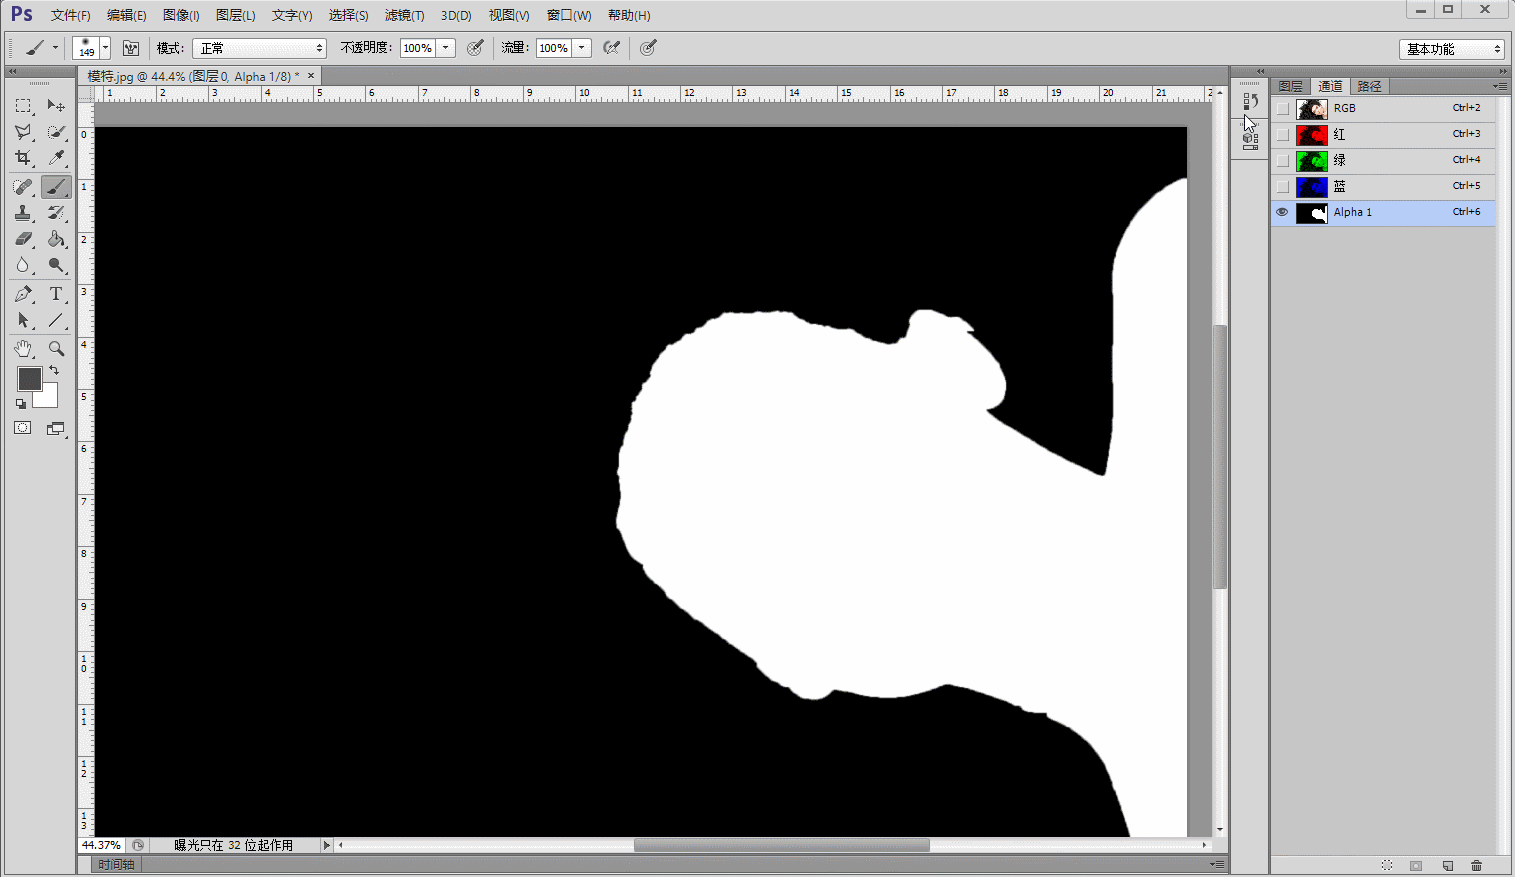 Ps 文件(F) 编辑(E) 图像(I) 图层(L) 文字(Y) 选择(S) 滤镜(T) 3D(D) 视图(V) 窗口(W) 帮助(H)
149 模式: 正常 不透明度: 100% 流量: 100% 基本功能
模特.jpg @ 44.4% (图层 0, Alpha 1/8) * ×
图层 通道 路径
1 2 3 4 5 6 7 8 9 10 11 12 13 14 15 16 17 18 19 20 21 2
0
1
2
3
4
5
6
7
8
9
10
11
12
13
RGB Ctrl+2
红 Ctrl+3
绿 Ctrl+4
蓝 Ctrl+5
Alpha 1 Ctrl+6
44.37% 曝光只在 32 位起作用
时间轴